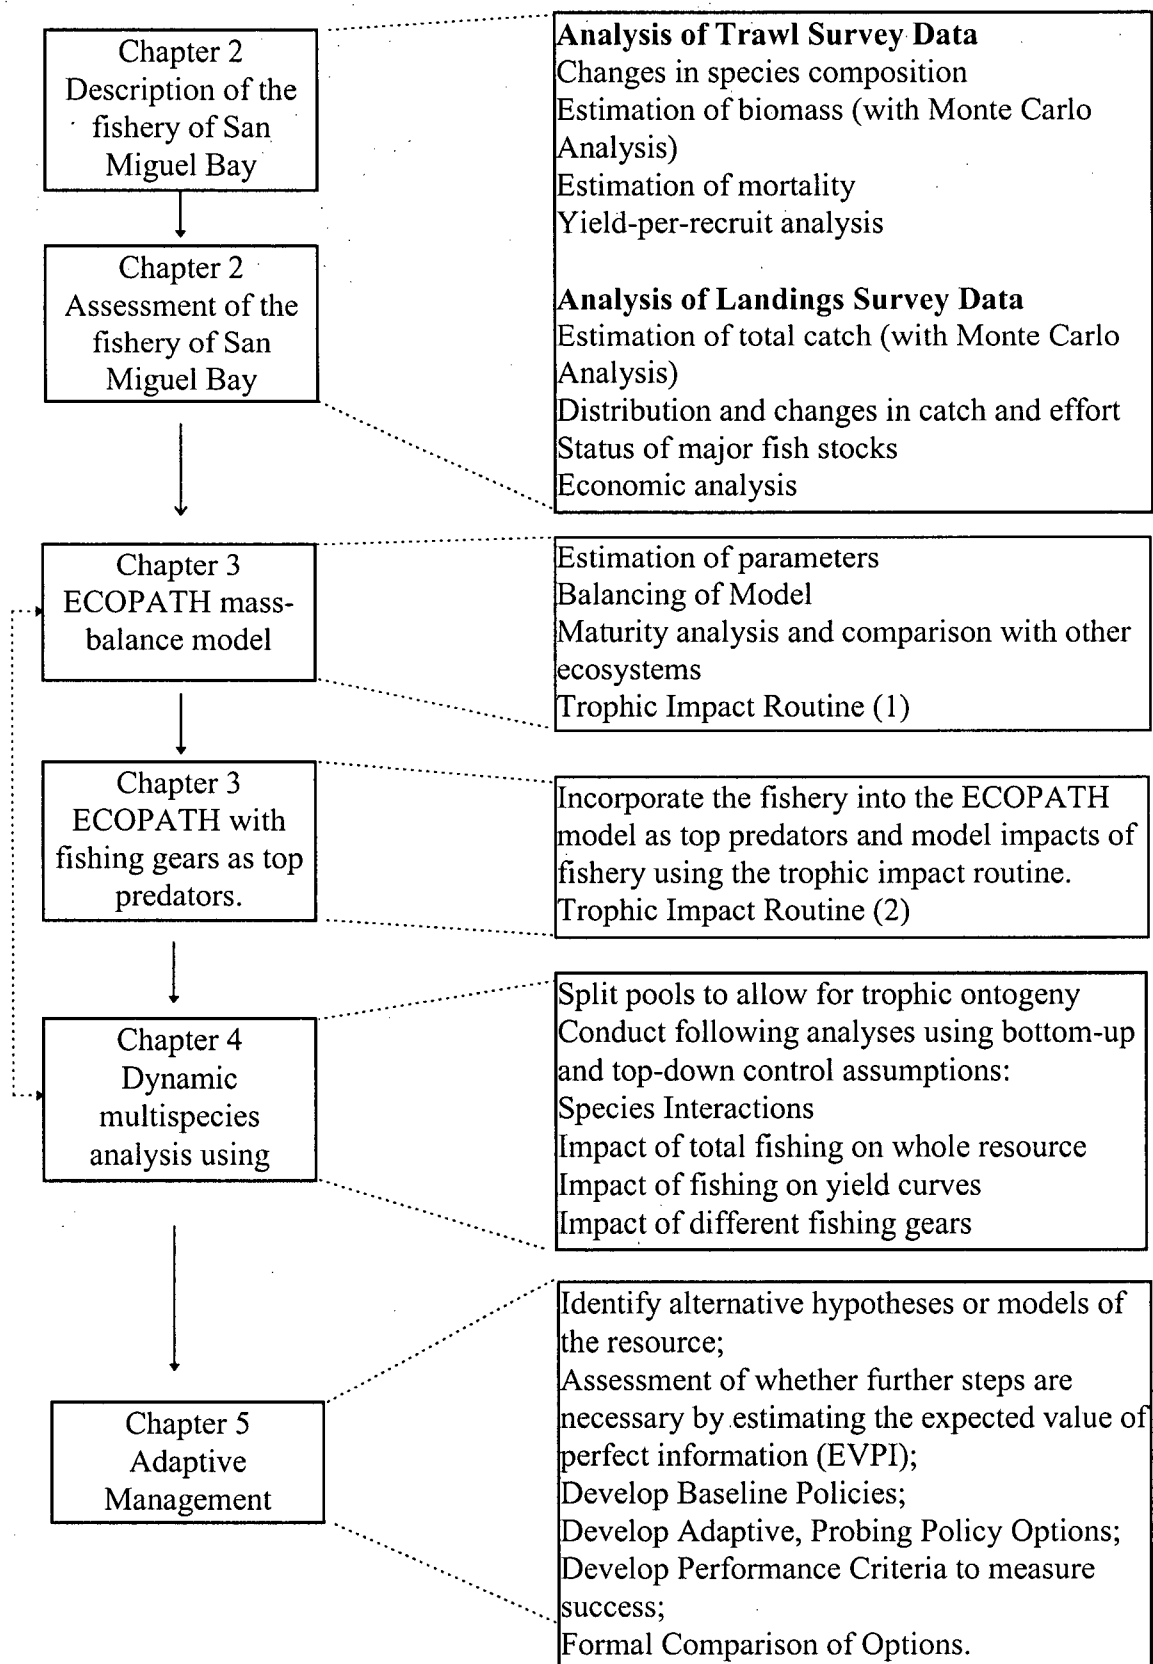 Chapter 2
Description of the
fishery of San
Miguel Bay
Analysis of Trawl Survey Data
Changes in species composition
Estimation of biomass (with Monte Carlo
Analysis)
Estimation of mortality
Yield-per-recruit analysis
Chapter 2
Assessment of the
fishery of San
Miguel Bay
Analysis of Landings Survey Data
Estimation of total catch (with Monte Carlo
Analysis)
Distribution and changes in catch and effort
Status of major fish stocks
Economic analysis
Chapter 3
ECOPATH mass-
balance model
Estimation of parameters
Balancing of Model
Maturity analysis and comparison with other
ecosystems
Trophic Impact Routine (1)
Chapter 3
ECOPATH with
fishing gears as top
predators.
Incorporate the fishery into the ECOPATH
model as top predators and model impacts of
fishery using the trophic impact routine.
Trophic Impact Routine (2)
Chapter 4
Dynamic
multispecies
analysis using
Split pools to allow for trophic ontogeny
Conduct following analyses using bottom-up
and top-down control assumptions:
Species Interactions
Impact of total fishing on whole resource
Impact of fishing on yield curves
Impact of different fishing gears
Chapter 5
Adaptive
Management
Identify alternative hypotheses or models of
the resource;
Assessment of whether further steps are
necessary by estimating the expected value of
perfect information (EVPI);
Develop Baseline Policies;
Develop Adaptive, Probing Policy Options;
Develop Performance Criteria to measure
success;
Formal Comparison of Options.